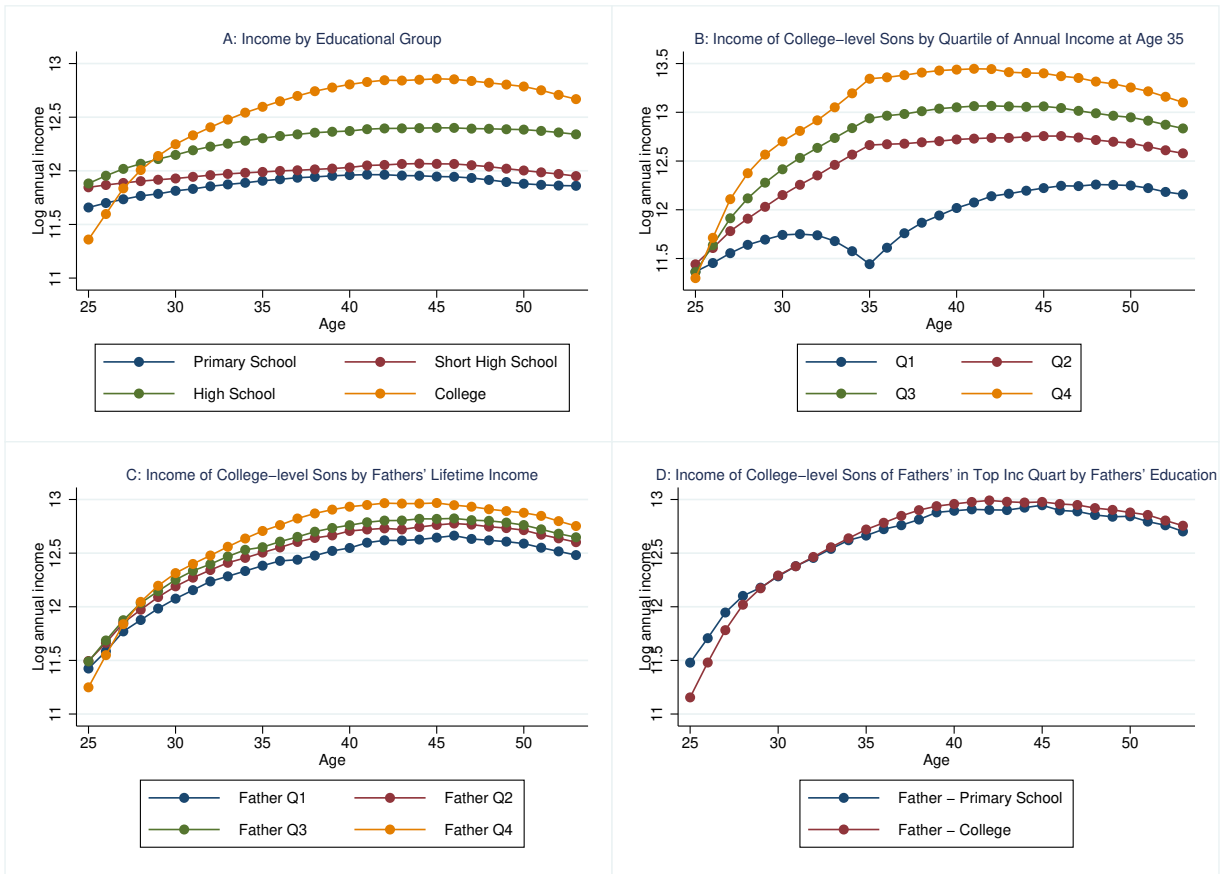 A: Income by Educational Group
Log annual income
13
12.5
12
11.5
11
25 30 35 40 45 50
Age
Primary School Short High School
High School College
B: Income of College−level Sons by Quartile of Annual Income at Age 35
Log annual income
13.5
13
12.5
12
11.5
25 30 35 40 45 50
Age
Q1 Q2
Q3 Q4
C: Income of College−level Sons by Fathers' Lifetime Income
Log annual income
13
12.5
12
11.5
11
25 30 35 40 45 50
Age
Father Q1 Father Q2
Father Q3 Father Q4
D: Income of College−level Sons of Fathers' in Top Inc Quart by Fathers' Education
Log annual income
13
12.5
12
11.5
11
25 30 35 40 45 50
Age
Father − Primary School
Father − College